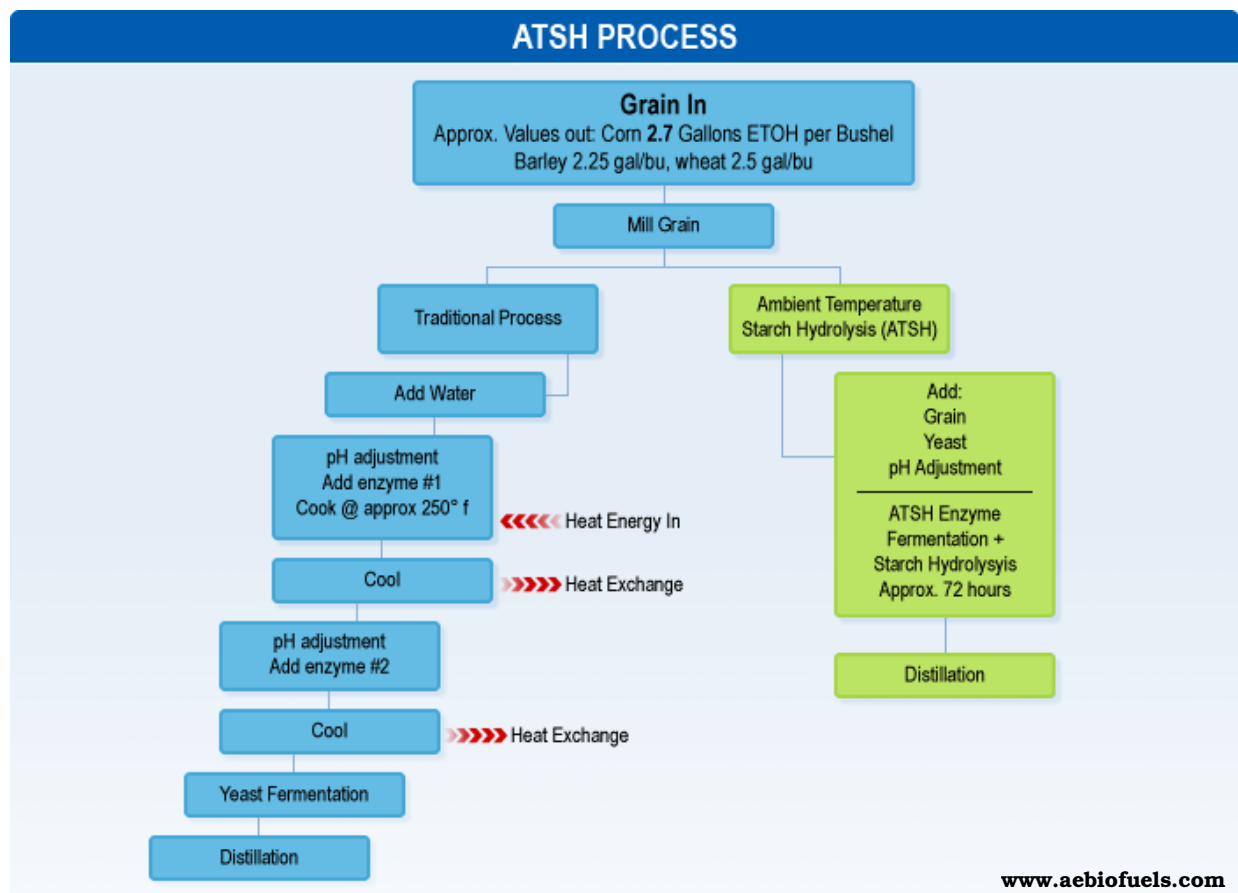 ATSH PROCESS
Grain In
Approx. Values out: Corn 2.7 Gallons ETOH per Bushel
Barley 2.25 gal/bu, wheat 2.5 gal/bu
Mill Grain
Traditional Process
Add Water
pH adjustment
Add enzyme #1
Cook @ approx 250° f
Heat Energy In
Cool
Heat Exchange
pH adjustment
Add enzyme #2
Cool
Heat Exchange
Yeast Fermentation
Distillation
Ambient Temperature
Starch Hydrolysis (ATSH)
Add:
Grain
Yeast
pH Adjustment
ATSH Enzyme
Fermentation +
Starch Hydrolysyis
Approx. 72 hours
Distillation
www.aebiofuels.com